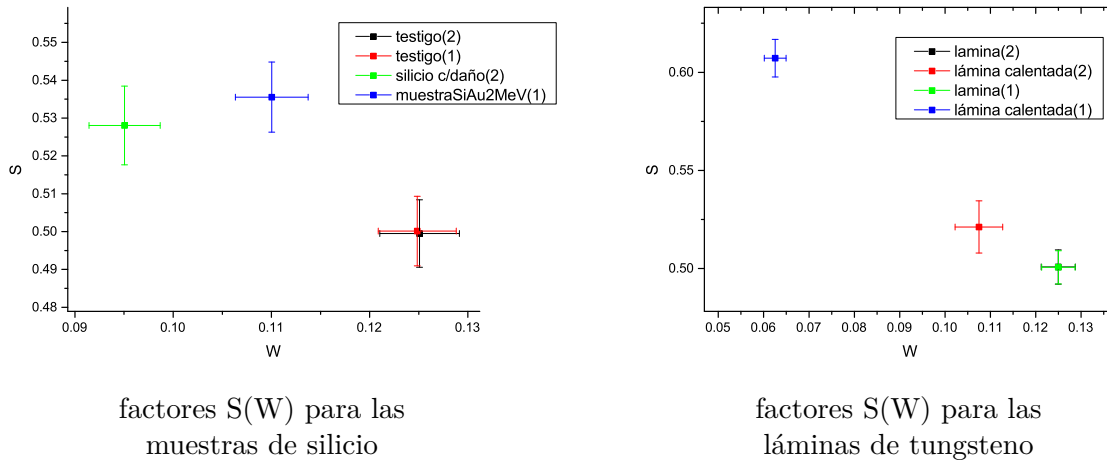 testigo(2)
testigo(1)
silicio c/daño(2)
muestraSiAu2MeV(1)
0.55
0.54
0.53
0.52
0.51
0.50
0.49
0.48
S
0.09 0.10 0.11 0.12 0.13
W
factores S(W) para las
muestras de silicio
lamina(2)
lámina calentada(2)
lamina(1)
lámina calentada(1)
0.60
0.55
0.50
S
0.05 0.06 0.07 0.08 0.09 0.10 0.11 0.12 0.13
W
factores S(W) para las
láminas de tungsteno